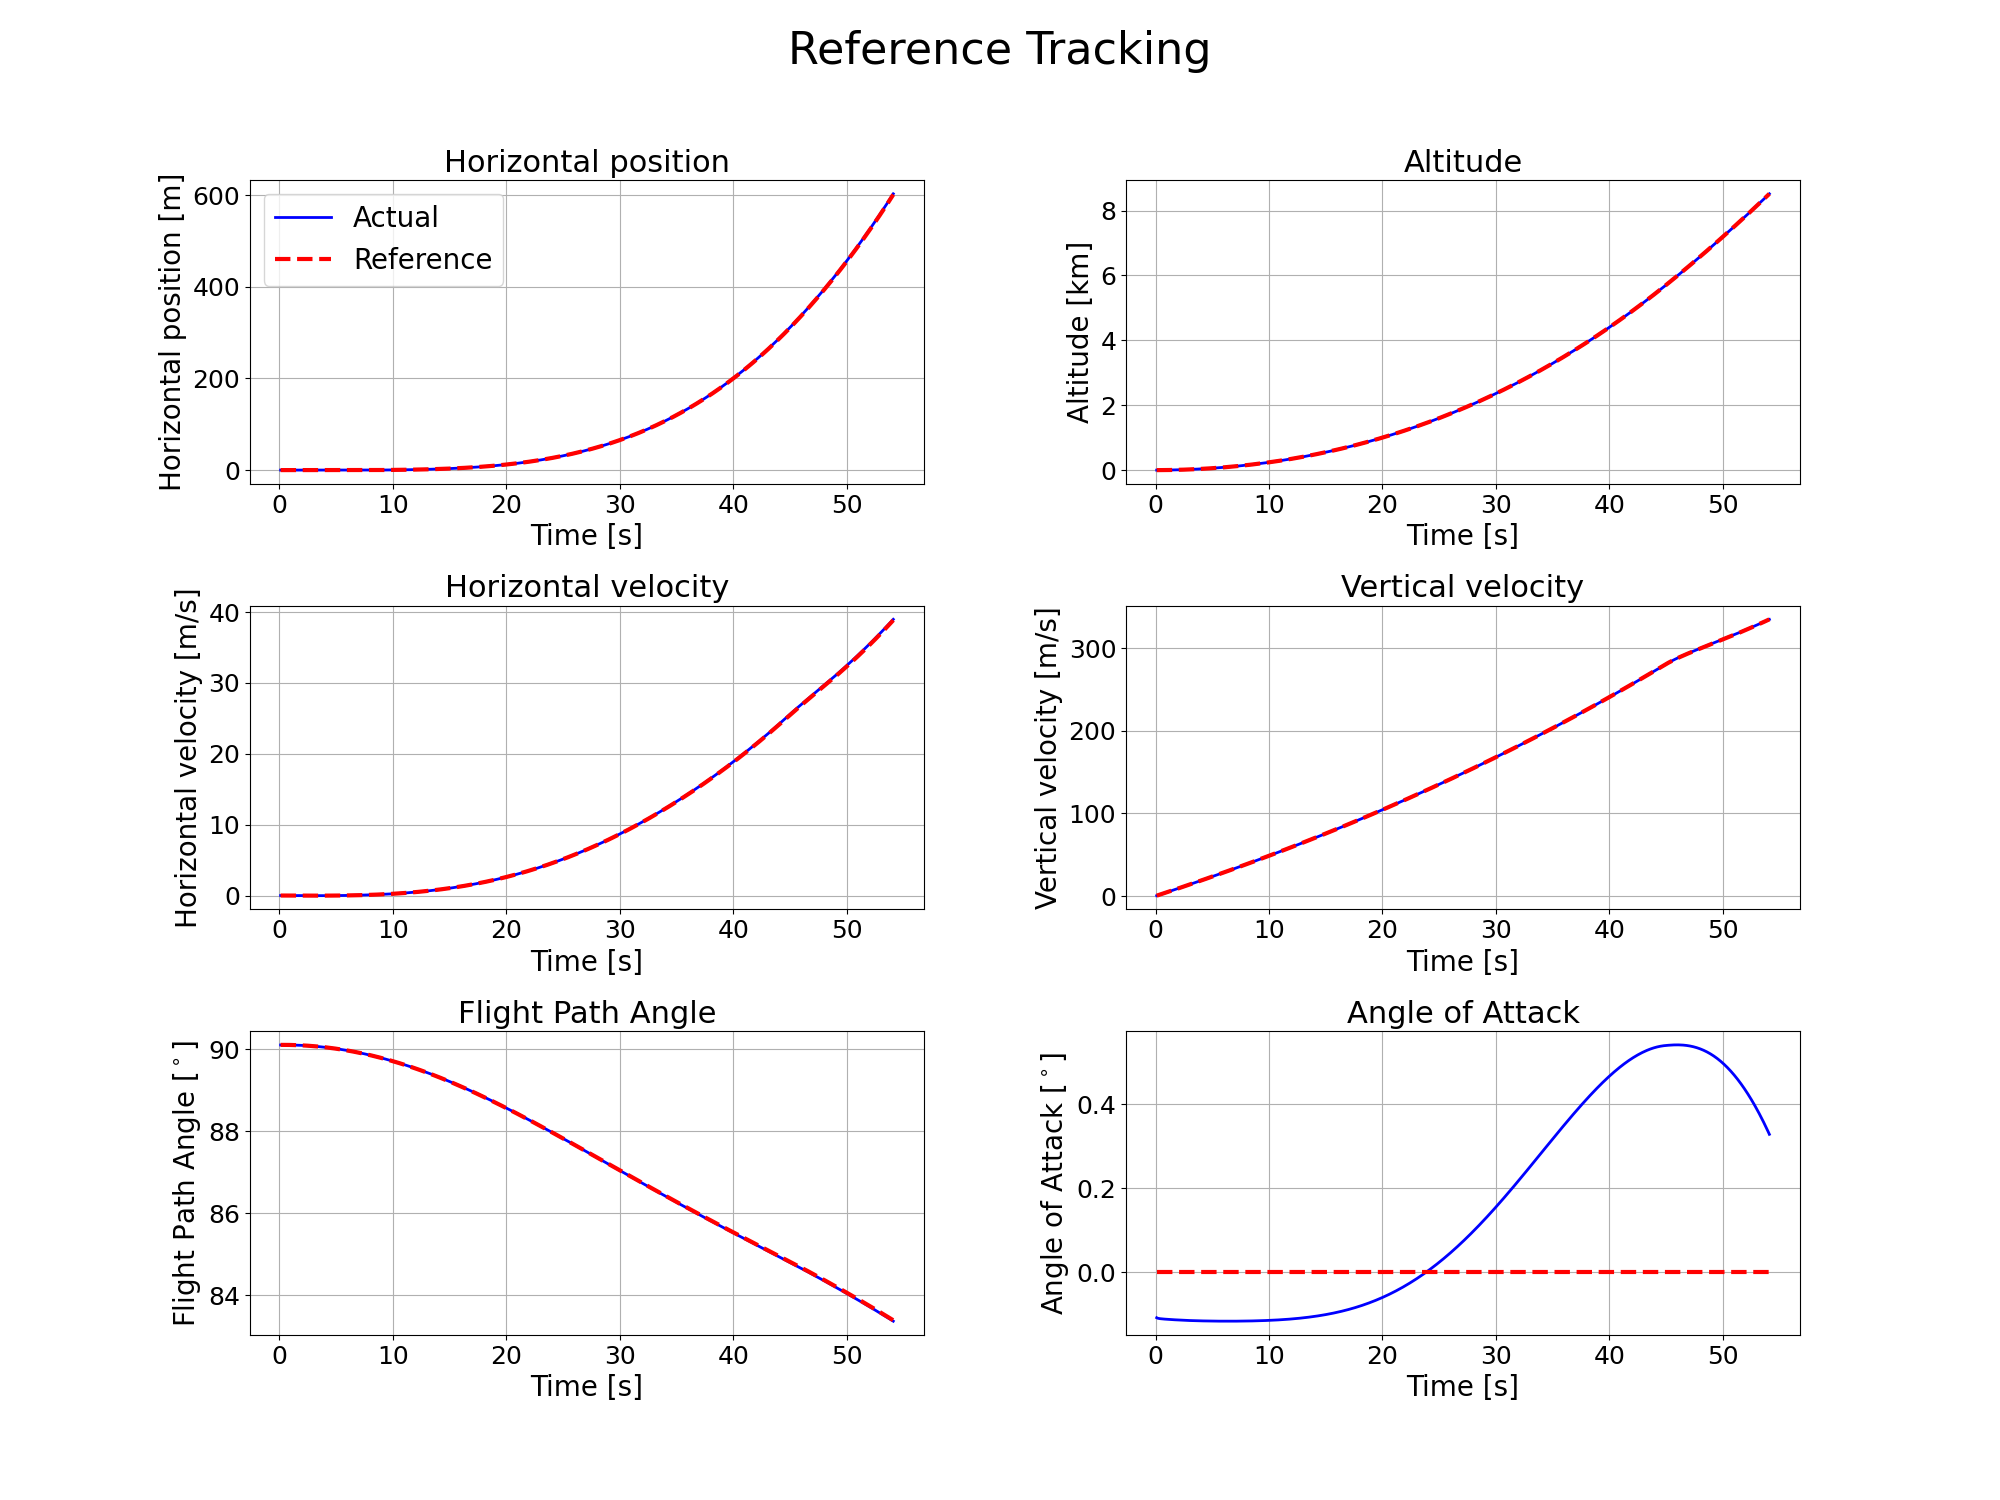 Reference Tracking
Horizontal position
Horizontal position [m]
600
400
200
0
Actual
Reference
0 10 20 30 40 50
Time [s]
Altitude
Altitude [km]
8
6
4
2
0
0 10 20 30 40 50
Time [s]
Horizontal velocity
Horizontal velocity [m/s]
40
30
20
10
0
0 10 20 30 40 50
Time [s]
Vertical velocity
Vertical velocity [m/s]
300
200
100
0
0 10 20 30 40 50
Time [s]
Flight Path Angle
Flight Path Angle [°]
90
88
86
84
0 10 20 30 40 50
Time [s]
Angle of Attack
Angle of Attack [°]
0.4
0.2
0.0
0 10 20 30 40 50
Time [s]